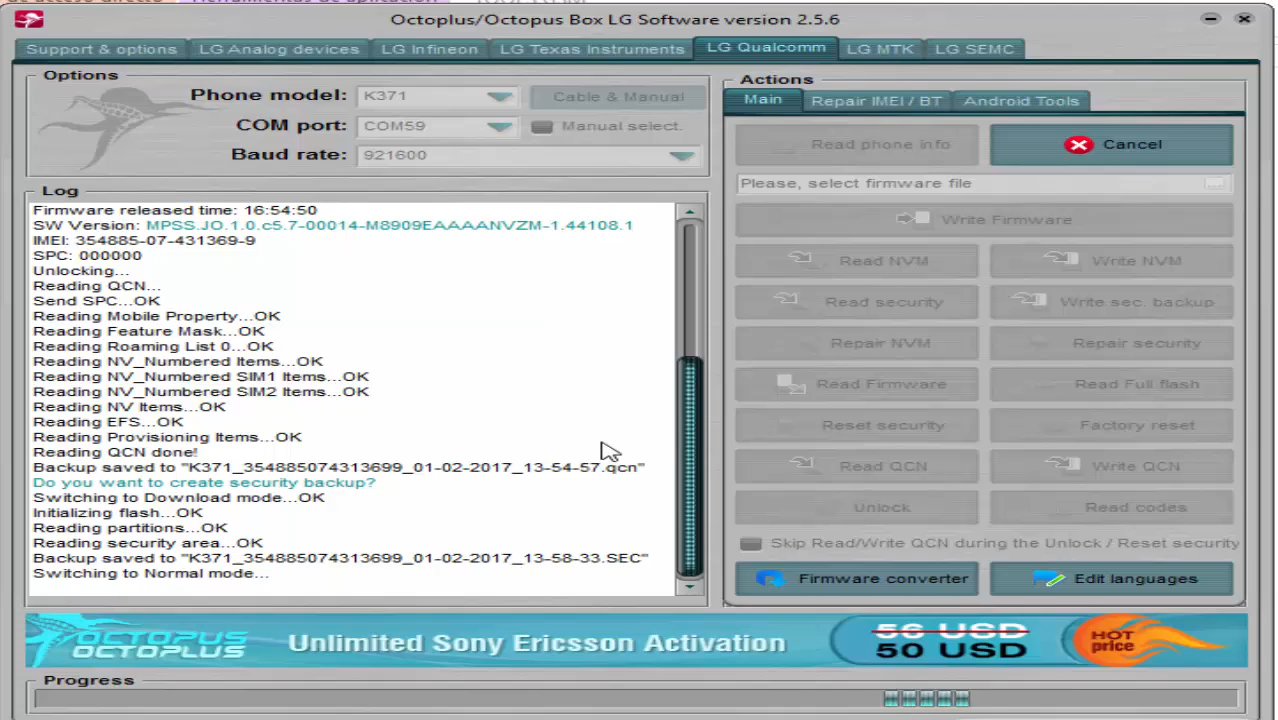 Octoplus/Octopus Box LG Software version 2.5.6
Support & options
LG Analog devices
LG Infineon
LG Texas Instruments
LG Qualcomm
LG MTK
LG SEMC
Options
Phone model:
K371
Cable & Manual
COM port:
COM59
Manual select.
Baud rate:
921600
Log
Firmware released time: 16:54:50
SW Version: MPSS.JO.1.0.c5.7-00014-M8909EAAAANVZM-1.44108.1
IMEI: 354885-07-431369-9
SPC: 000000
Unlocking...
Reading QCN...
Send SPC...OK
Reading Mobile Property...OK
Reading Feature Mask...OK
Reading Roaming List 0...OK
Reading NV_Numbered Items...OK
Reading NV_Numbered SIM1 Items...OK
Reading NV_Numbered SIM2 Items...OK
Reading NV Items...OK
Reading EFS...OK
Reading Provisioning Items...OK
Reading QCN done!
Backup saved to "K371_354885074313699_01-02-2017_13-54-57.qcn"
Do you want to create security backup?
Switching to Download mode...OK
Initializing flash...OK
Reading partitions...OK
Reading security area...OK
Backup saved to "K371_354885074313699_01-02-2017_13-58-33.SEC"
Switching to Normal mode...
Actions
Main
Repair IMEI / BT
Android Tools
Read phone info
Cancel
Please, select firmware file
Write Firmware
Read NVM
Write NVM
Read security
Write sec. backup
Repair NVM
Repair security
Read Firmware
Read Full flash
Reset security
Factory reset
Read QCN
Write QCN
Unlock
Read codes
Skip Read/Write QCN during the Unlock / Reset security
Firmware converter
Edit languages
OCTOPUS
OCTOPLUS
Unlimited Sony Ericsson Activation
56 USD
50 USD
HOT
price
Progress